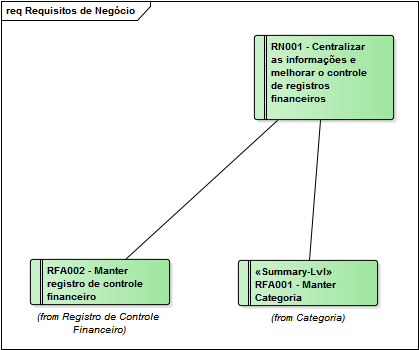 req Requisitos de Negócio
RN001 - Centralizar
as informações e
melhorar o controle
de registros
financeiros
RFA002 - Manter
registro de controle
financeiro
(from Registro de Controle
Financeiro)
«Summary-Lvl»
RFA001 - Manter
Categoria
(from Categoria)